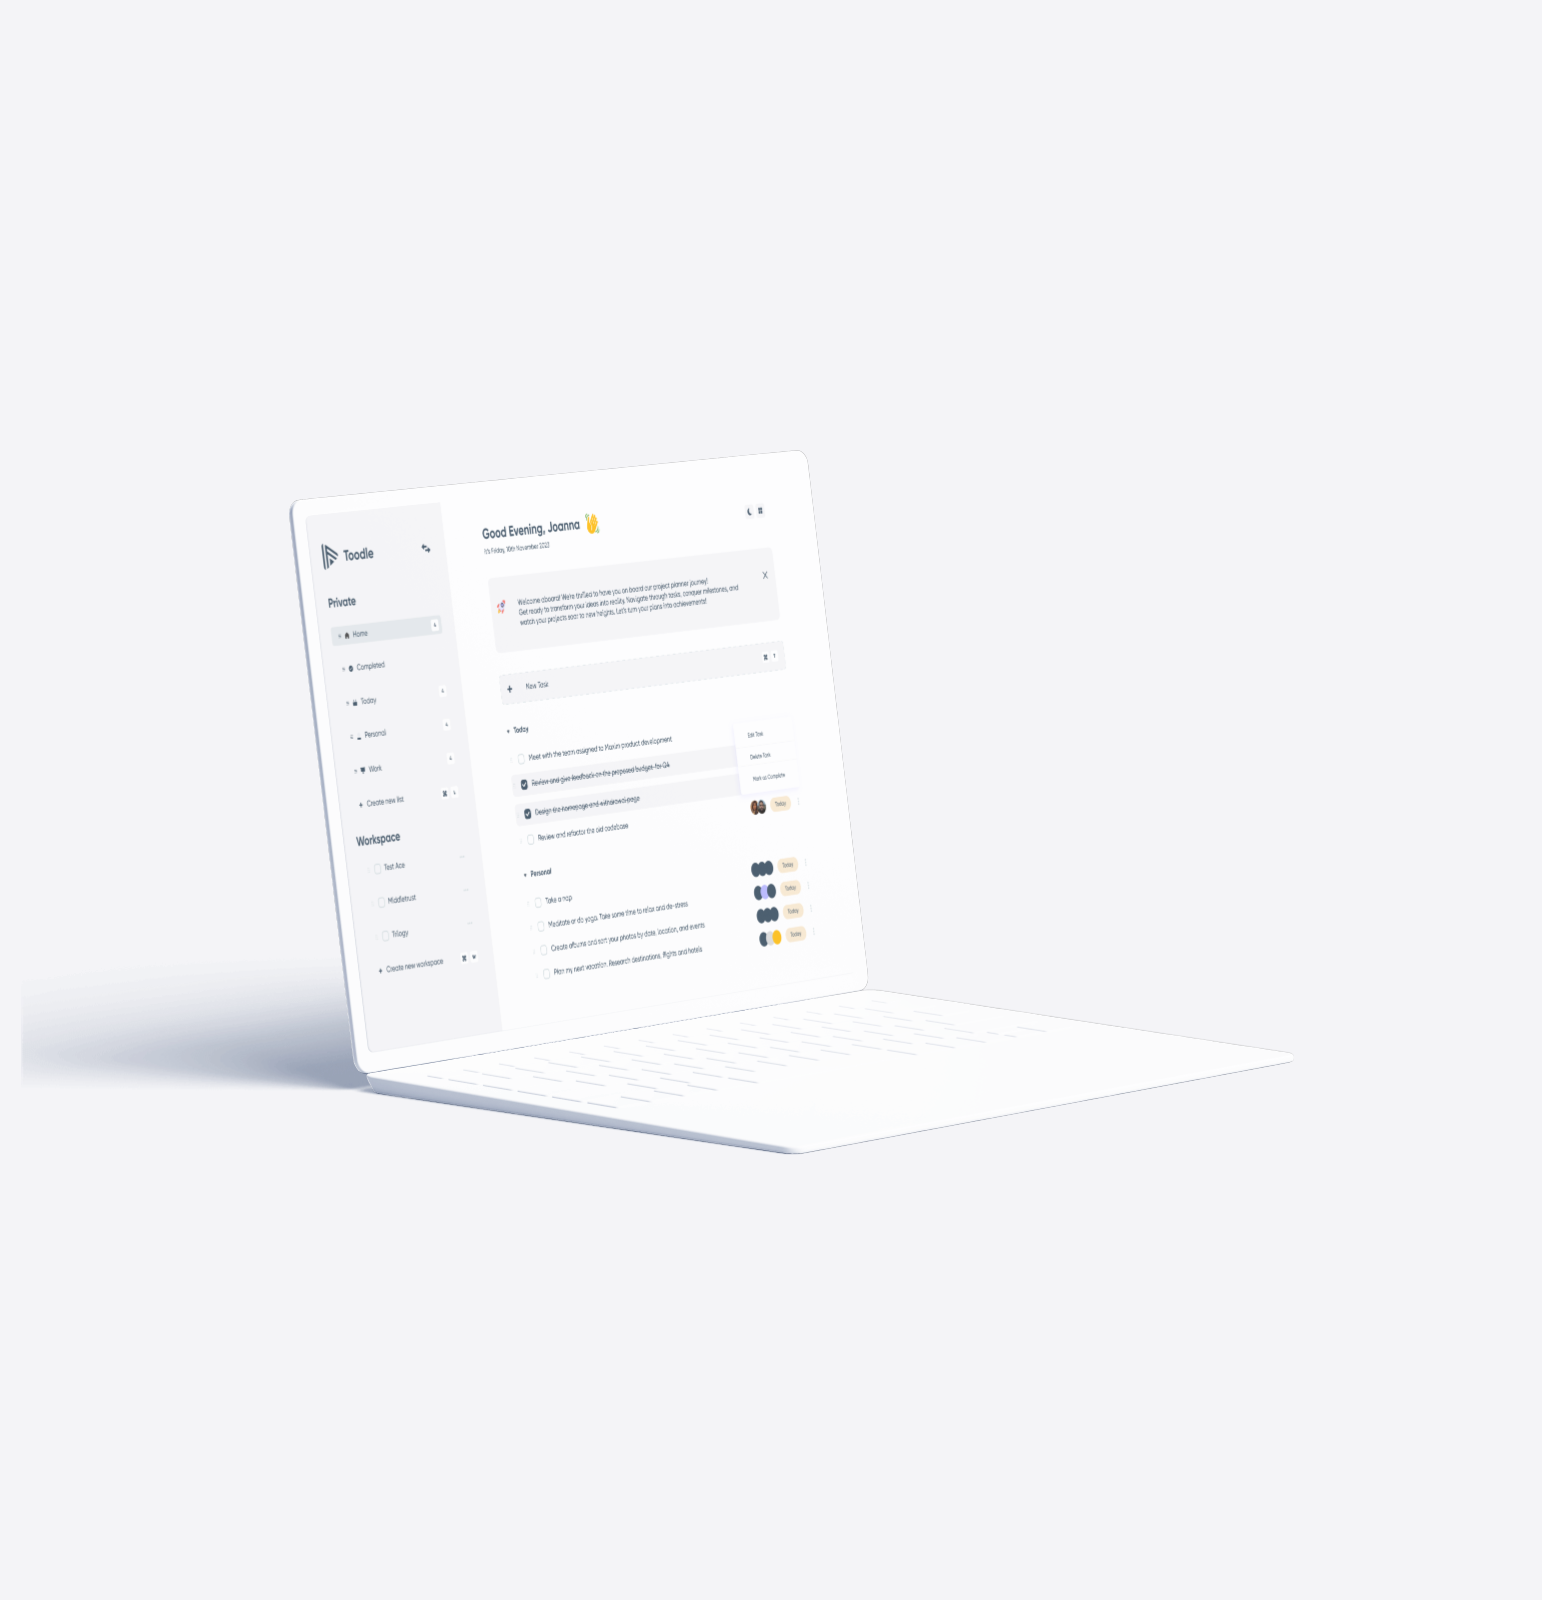 Toodle
Private
Home
4
Completed
Today
4
Personal
4
Work
4
Create new list
⌘ L
Workspace
Test Ace
Middletrust
Trilogy
Create new workspace
⌘ W
Good Evening, Joanna 👋
It's Friday, 10th November 2023
Welcome aboard! We're thrilled to have you on board our project planner journey!
Get ready to transform your ideas into reality. Navigate through tasks, conquer milestones, and
watch your projects soar to new heights. Let's turn your plans into achievements!
X
+ New Task
⌘ T
Today
Meet with the team assigned to Maxin product development
Review and give feedback on the proposed budget for Q4
Design the homepage and withdrawal page
Review and refactor the old codebase
Edit Task
Delete Task
Mark as Complete
Today
Personal
Take a nap
Today
Meditate or do yoga. Take some time to relax and de-stress
Today
Create albums and sort your photos by date, location, and events
Today
Plan my next vacation. Research destinations, flights and hotels
Today